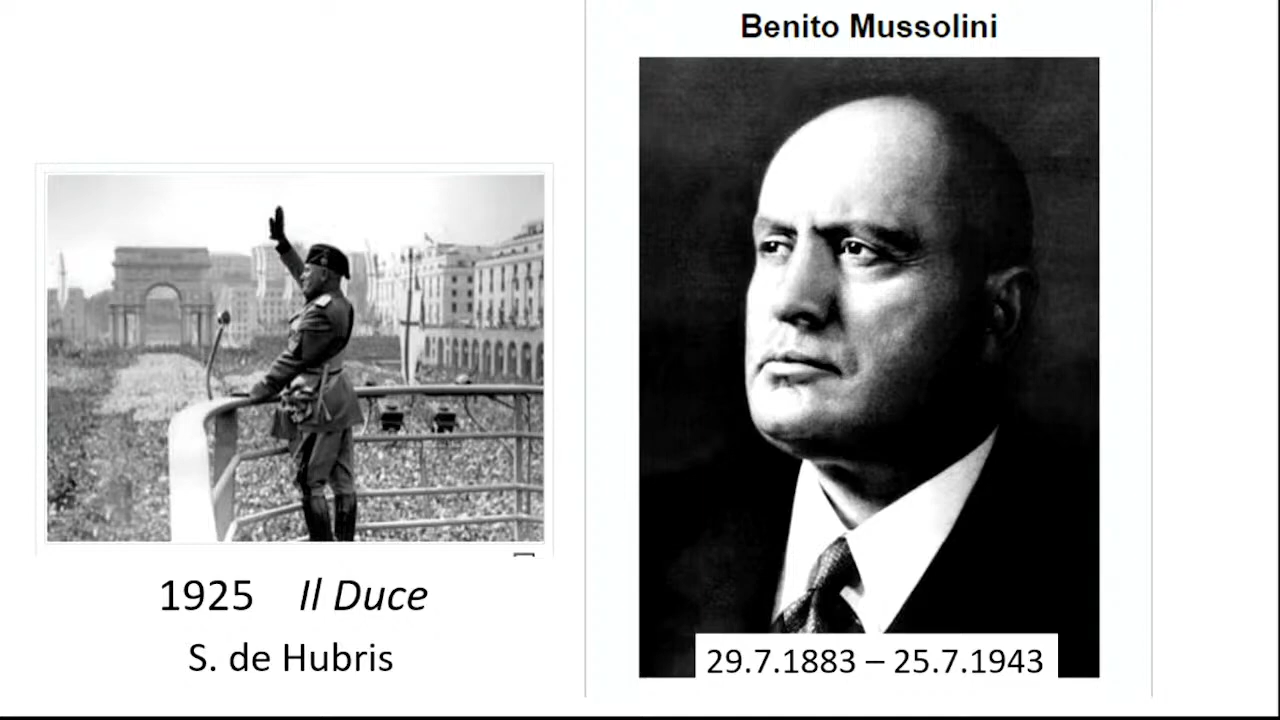 Benito Mussolini
1925 Il Duce
S. de Hubris
29.7.1883 – 25.7.1943